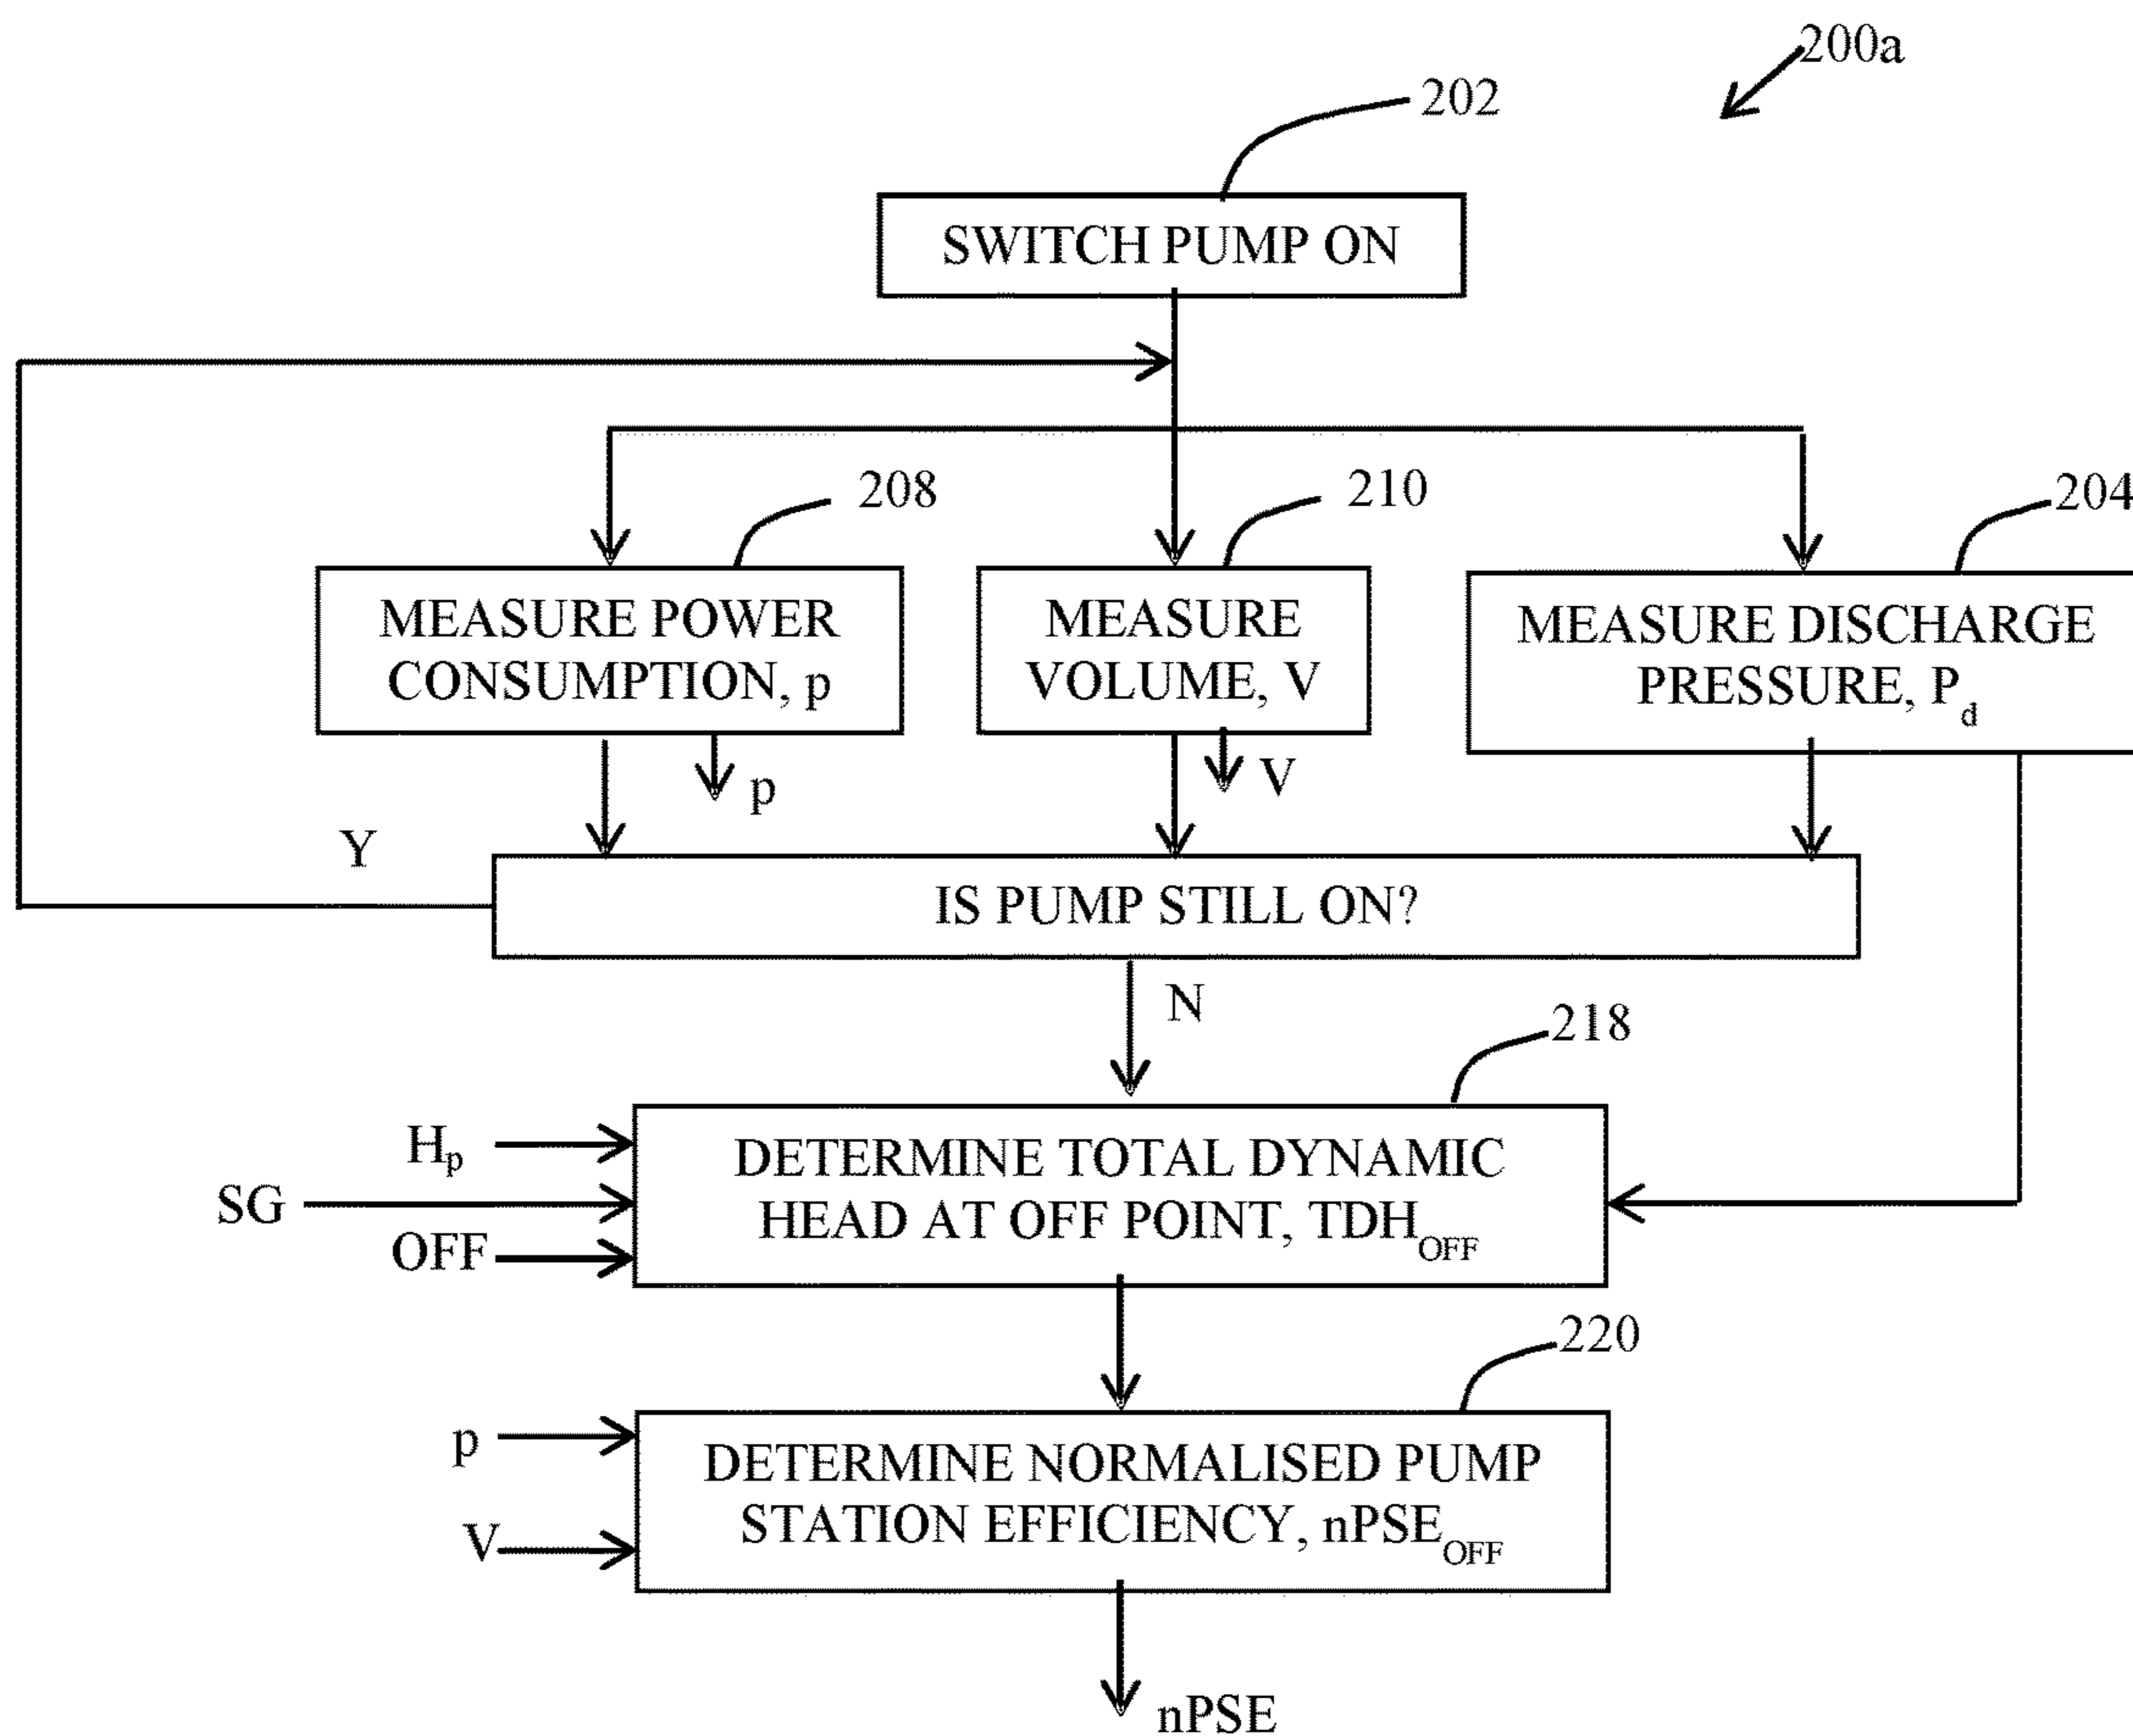 200a
202
SWITCH PUMP ON
208
210
204
MEASURE POWER
CONSUMPTION, p
MEASURE
VOLUME, V
MEASURE DISCHARGE
PRESSURE, Pd
p
V
Y
IS PUMP STILL ON?
N
218
Hp
SG
OFF
DETERMINE TOTAL DYNAMIC
HEAD AT OFF POINT, TDHOFF
220
p
V
DETERMINE NORMALISED PUMP
STATION EFFICIENCY, nPSEOFF
nPSE